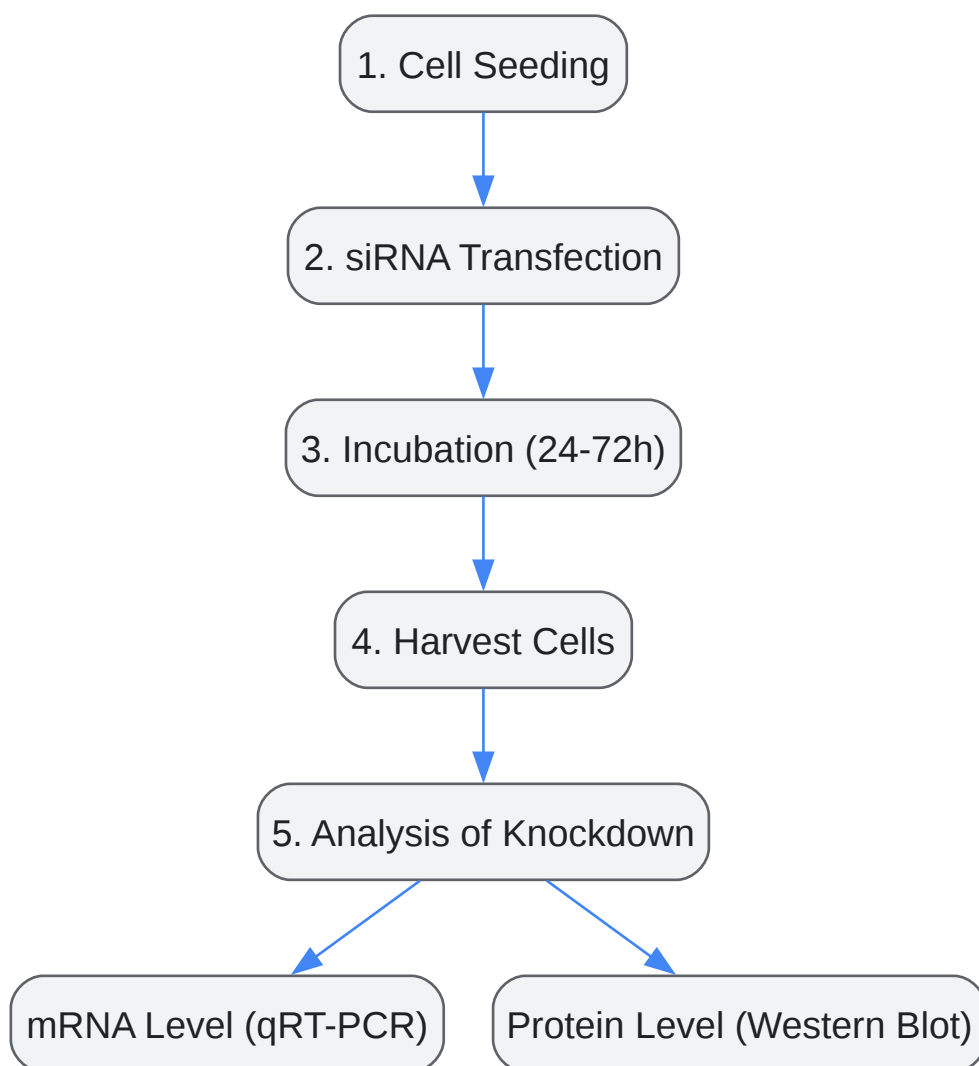 1. Cell Seeding
2. siRNA Transfection
3. Incubation (24-72h)
4. Harvest Cells
5. Analysis of Knockdown
mRNA Level (qRT-PCR)
Protein Level (Western Blot)